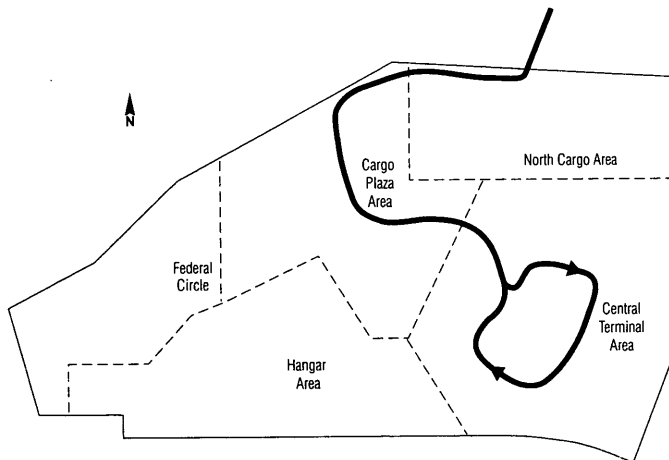 N
North Cargo Area
Cargo
Plaza
Area
Federal
Circle
Central
Terminal
Area
Hangar
Area